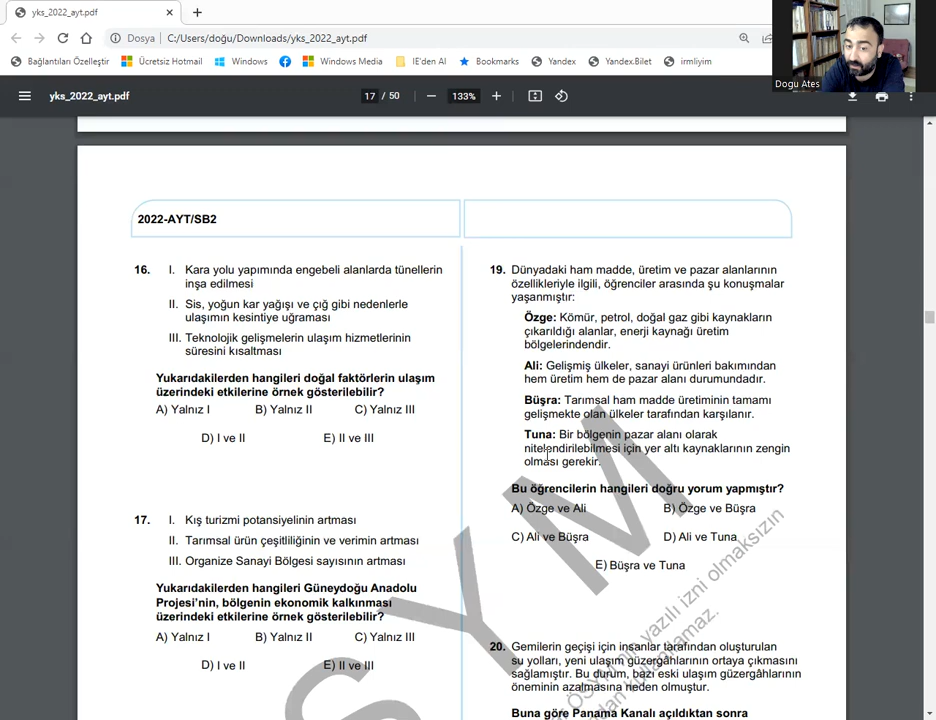 yks_2022_ayt.pdf
Dosya
C:/Users/doğu/Downloads/yks_2022_ayt.pdf
Bağlantıları Özelleştir
Ücretsiz Hotmail
Windows
Windows Media
IE'den Al
Bookmarks
Yandex
Yandex.Bilet
irmliyim
Dogu Ates
yks_2022_ayt.pdf
17 / 50
133%
2022-AYT/SB2
16. I. Kara yolu yapımında engebeli alanlarda tünellerin
inşa edilmesi
II. Sis, yoğun kar yağışı ve çığ gibi nedenlerle
ulaşımın kesintiye uğraması
III. Teknolojik gelişmelerin ulaşım hizmetlerinin
süresini kısaltması
Yukarıdakilerden hangileri doğal faktörlerin ulaşım
üzerindeki etkilerine örnek gösterilebilir?
A) Yalnız I B) Yalnız II C) Yalnız III
D) I ve II E) II ve III
17. I. Kış turizmi potansiyelinin artması
II. Tarımsal ürün çeşitliliğinin ve verimin artması
III. Organize Sanayi Bölgesi sayısının artması
Yukarıdakilerden hangileri Güneydoğu Anadolu
Projesi'nin, bölgenin ekonomik kalkınması
üzerindeki etkilerine örnek gösterilebilir?
A) Yalnız I B) Yalnız II C) Yalnız III
D) I ve II E) II ve III
19. Dünyadaki ham madde, üretim ve pazar alanlarının
özellikleriyle ilgili, öğrenciler arasında şu konuşmalar
yaşanmıştır:
Özge: Kömür, petrol, doğal gaz gibi kaynakların
çıkarıldığı alanlar, enerji kaynağı üretim
bölgelerindendir.
Ali: Gelişmiş ülkeler, sanayi ürünleri bakımından
hem üretim hem de pazar alanı durumundadır.
Büşra: Tarımsal ham madde üretiminin tamamı
gelişmekte olan ülkeler tarafından karşılanır.
Tuna: Bir bölgenin pazar alanı olarak
nitelendirilebilmesi için yer altı kaynaklarının zengin
olması gerekir.
Bu öğrencilerin hangileri doğru yorum yapmıştır?
A) Özge ve Ali B) Özge ve Büşra
C) Ali ve Büşra D) Ali ve Tuna
E) Büşra ve Tuna
20. Gemilerin geçişi için insanlar tarafından oluşturulan
su yolları, yeni ulaşım güzergâhlarının ortaya çıkmasını
sağlamıştır. Bu durum, bazı eski ulaşım güzergâhlarının
öneminin azalmasına neden olmuştur.
Buna göre Panama Kanalı açıldıktan sonra
SYM
ÖSYM'nin yazılı izni olmaksızın
kullanılamaz.